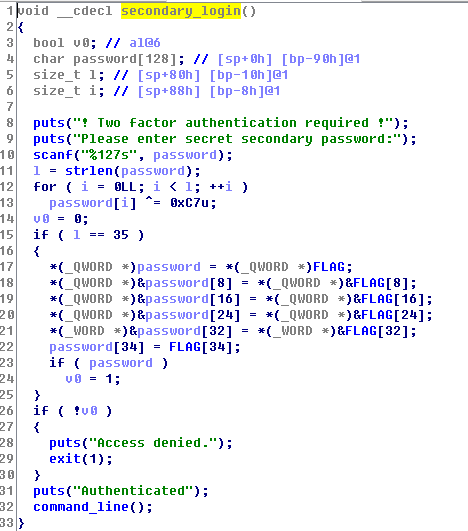 1 void __cdecl secondary_login()
2 {
3   bool v0; // al@6
4   char password[128]; // [sp+0h] [bp-90h]@1
5   size_t l; // [sp+80h] [bp-10h]@1
6   size_t i; // [sp+88h] [bp-8h]@1
7
8   puts("! Two factor authentication required !");
9   puts("Please enter secret secondary password:");
10   scanf("%127s", password);
11   l = strlen(password);
12   for ( i = 0LL; i < l; ++i )
13     password[i] ^= 0xC7u;
14   v0 = 0;
15   if ( l == 35 )
16   {
17     *(_QWORD *)password = *(_QWORD *)FLAG;
18     *(_QWORD *)&password[8] = *(_QWORD *)&FLAG[8];
19     *(_QWORD *)&password[16] = *(_QWORD *)&FLAG[16];
20     *(_QWORD *)&password[24] = *(_QWORD *)&FLAG[24];
21     *(_WORD *)&password[32] = *(_WORD *)&FLAG[32];
22     password[34] = FLAG[34];
23     if ( password )
24       v0 = 1;
25   }
26   if ( !v0 )
27   {
28     puts("Access denied.");
29     exit(1);
30   }
31   puts("Authenticated");
32   command_line();
33 }